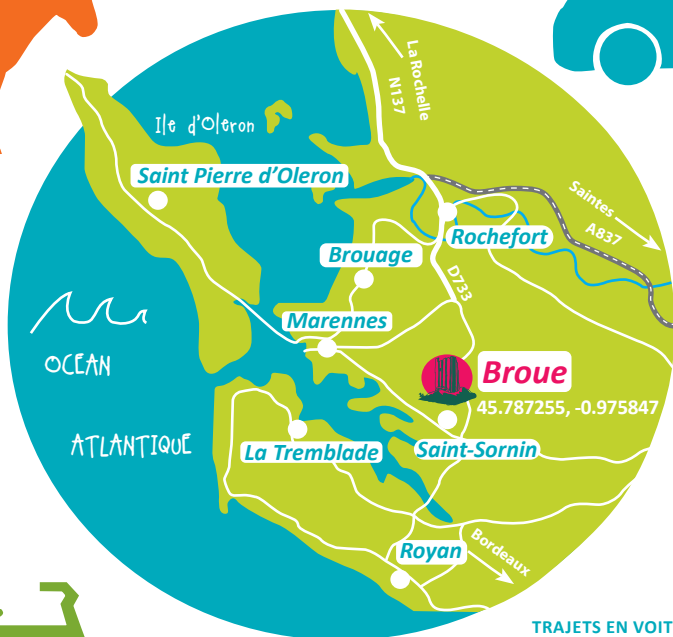 La Rochelle
N137
Ile d'Oleron
Saint Pierre d'Oleron
Saintes
A837
Rochefort
Brouage
D733
Marennes
OCEAN
Broue
45.787255, -0.975847
ATLANTIQUE
La Tremblade
Saint-Sornin
Royan
Bordeaux
TRAJETS EN VOIT